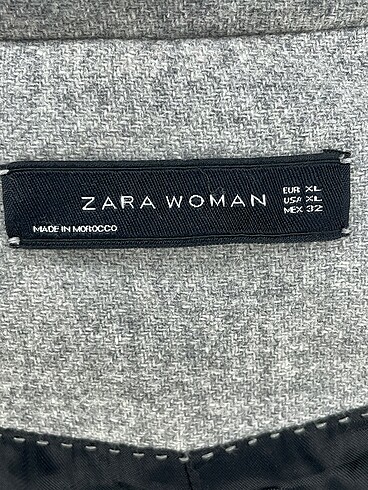 ZARA WOMAN
EUR XL
USA XL
MEX 32
MADE IN MOROCCO